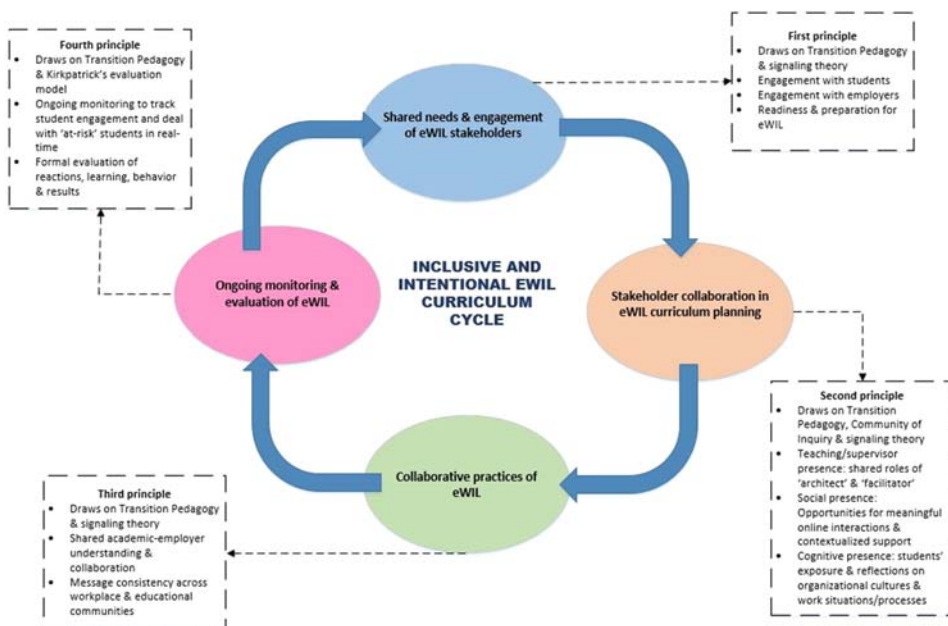 Fourth principle
• Draws on Transition Pedagogy
& Kirkpatrick's evaluation
model
• Ongoing monitoring to track
student engagement and deal
with 'at-risk' students in real-
time
• Formal evaluation of
reactions, learning, behavior
& results
First principle
• Draws on Transition Pedagogy
& signaling theory
• Engagement with students
• Engagement with employers
• Readiness & preparation for
eWIL
Shared needs & engagement
of eWIL stakeholders
Ongoing monitoring &
evaluation of eWIL
INCLUSIVE AND
INTENTIONAL EWIL
CURRICULUM
CYCLE
Stakeholder collaboration in
eWIL curriculum planning
Collaborative practices of
eWIL
Second principle
• Draws on Transition
Pedagogy, Community of
Inquiry & signaling theory
• Teaching/supervisor
presence: shared roles of
'architect' & 'facilitator'
• Social presence:
Opportunities for meaningful
online interactions &
contextualized support
• Cognitive presence: students'
exposure & reflections on
organizational cultures &
work situations/processes
Third principle
• Draws on Transition Pedagogy
& signaling theory
• Shared academic-employer
understanding &
collaboration
• Message consistency across
workplace & educational
communities